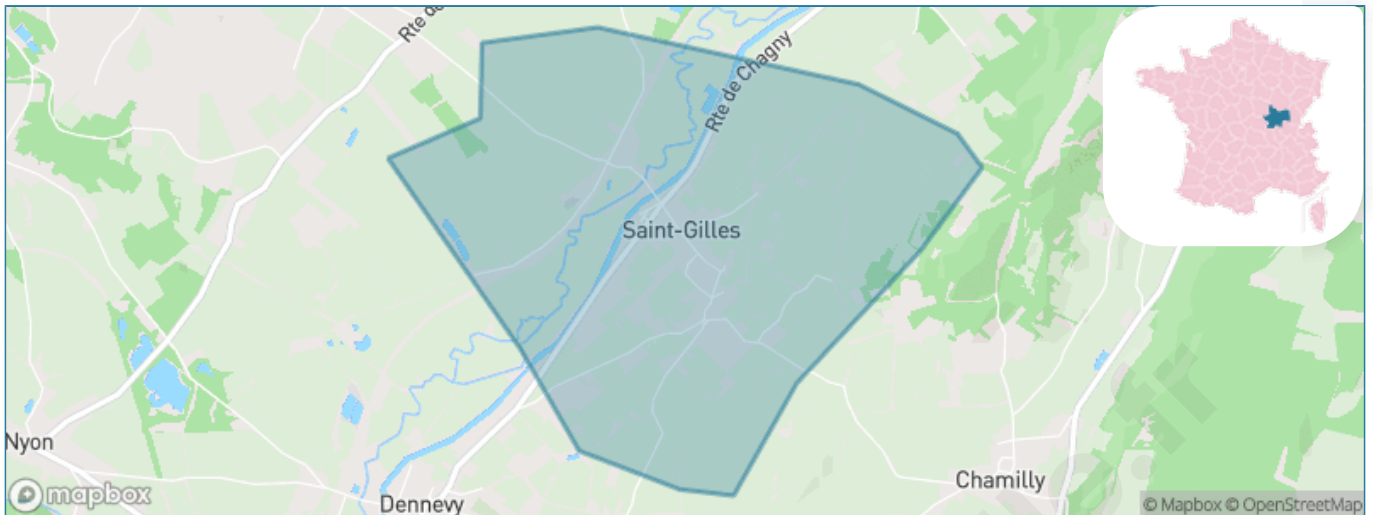 Rte de
Rte de Chagny
Saint-Gilles
Nyon
Chamilly
Dennevy
mapbox
© Mapbox © OpenStreetMap